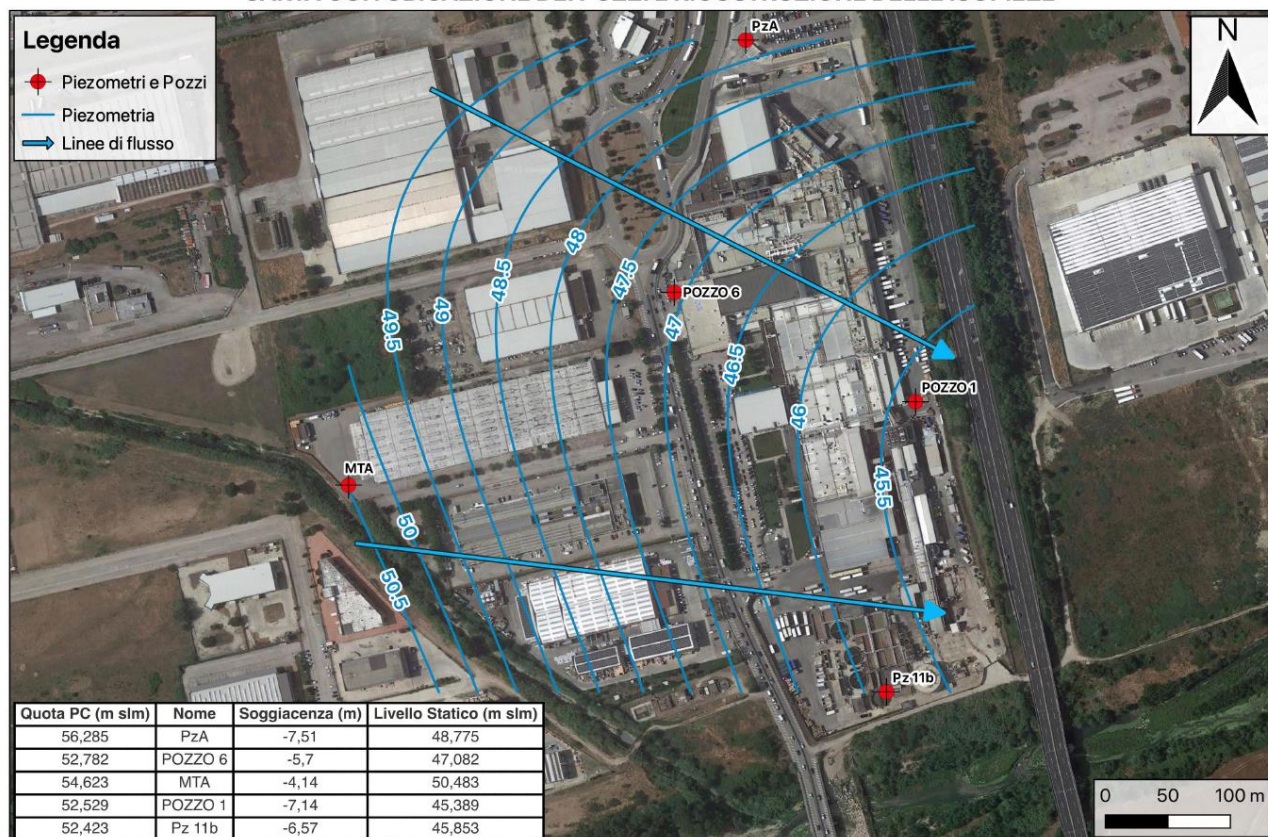 Legenda
Piezometri e Pozzi
Piezometria
Linee di flusso
N
PzA
49.5
49
48.5
48
47.5
POZZO 6
47
46.5
46
POZZO 1
45.5
MTA
50
50.5
Pz 11b
Quota PC (m slm) Nome Soggiacenza (m) Livello Statico (m slm)
56,285 PzA -7,51 48,775
52,782 POZZO 6 -5,7 47,082
54,623 MTA -4,14 50,483
52,529 POZZO 1 -7,14 45,389
52,423 Pz 11b -6,57 45,853
0 50 100 m